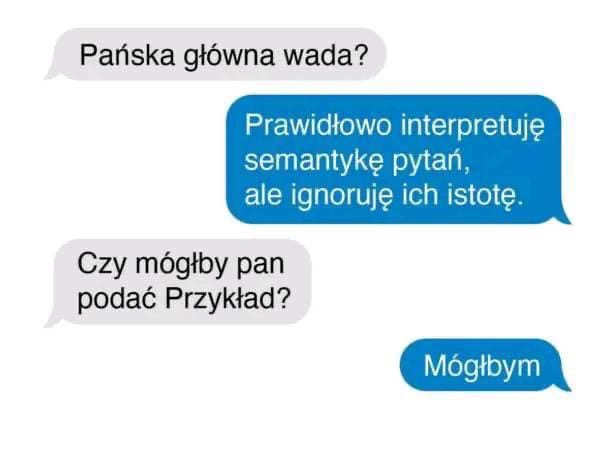 Pańska główna wada?
Prawidłowo interpretuję
semantykę pytań,
ale ignoruję ich istotę.
Czy mógłby pan
podać Przykład?
Mógłbym